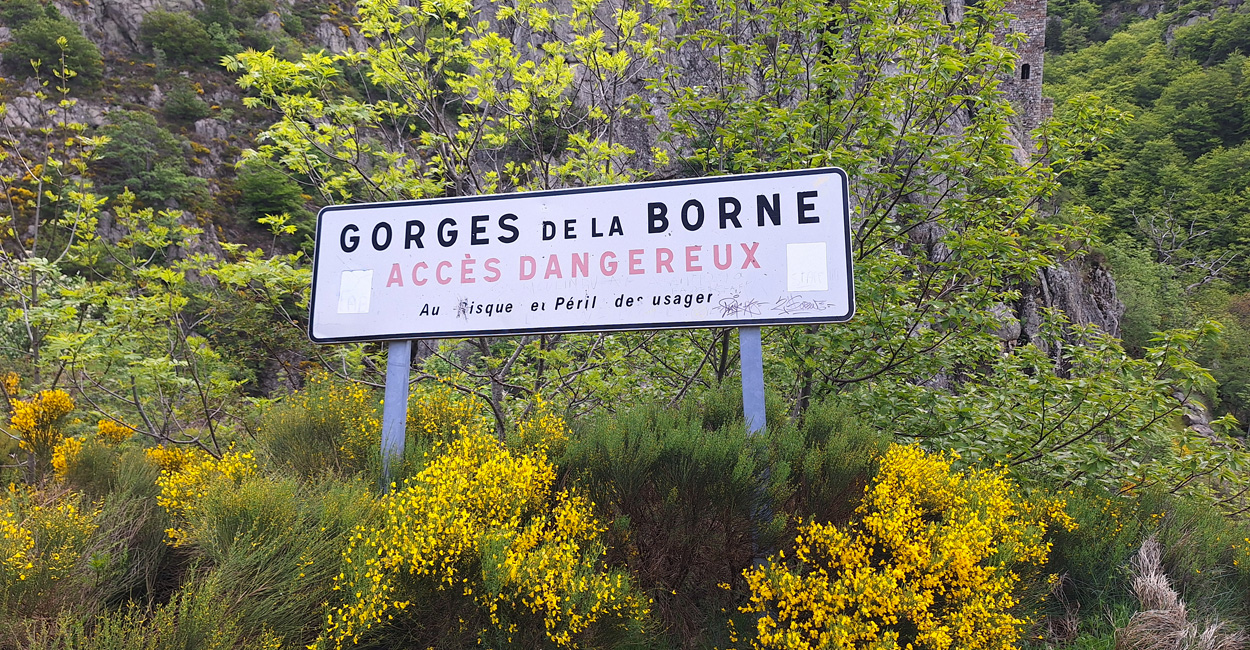 GORGES DE LA BORNE
ACCÈS DANGEREUX
Au Risque et Péril des usager